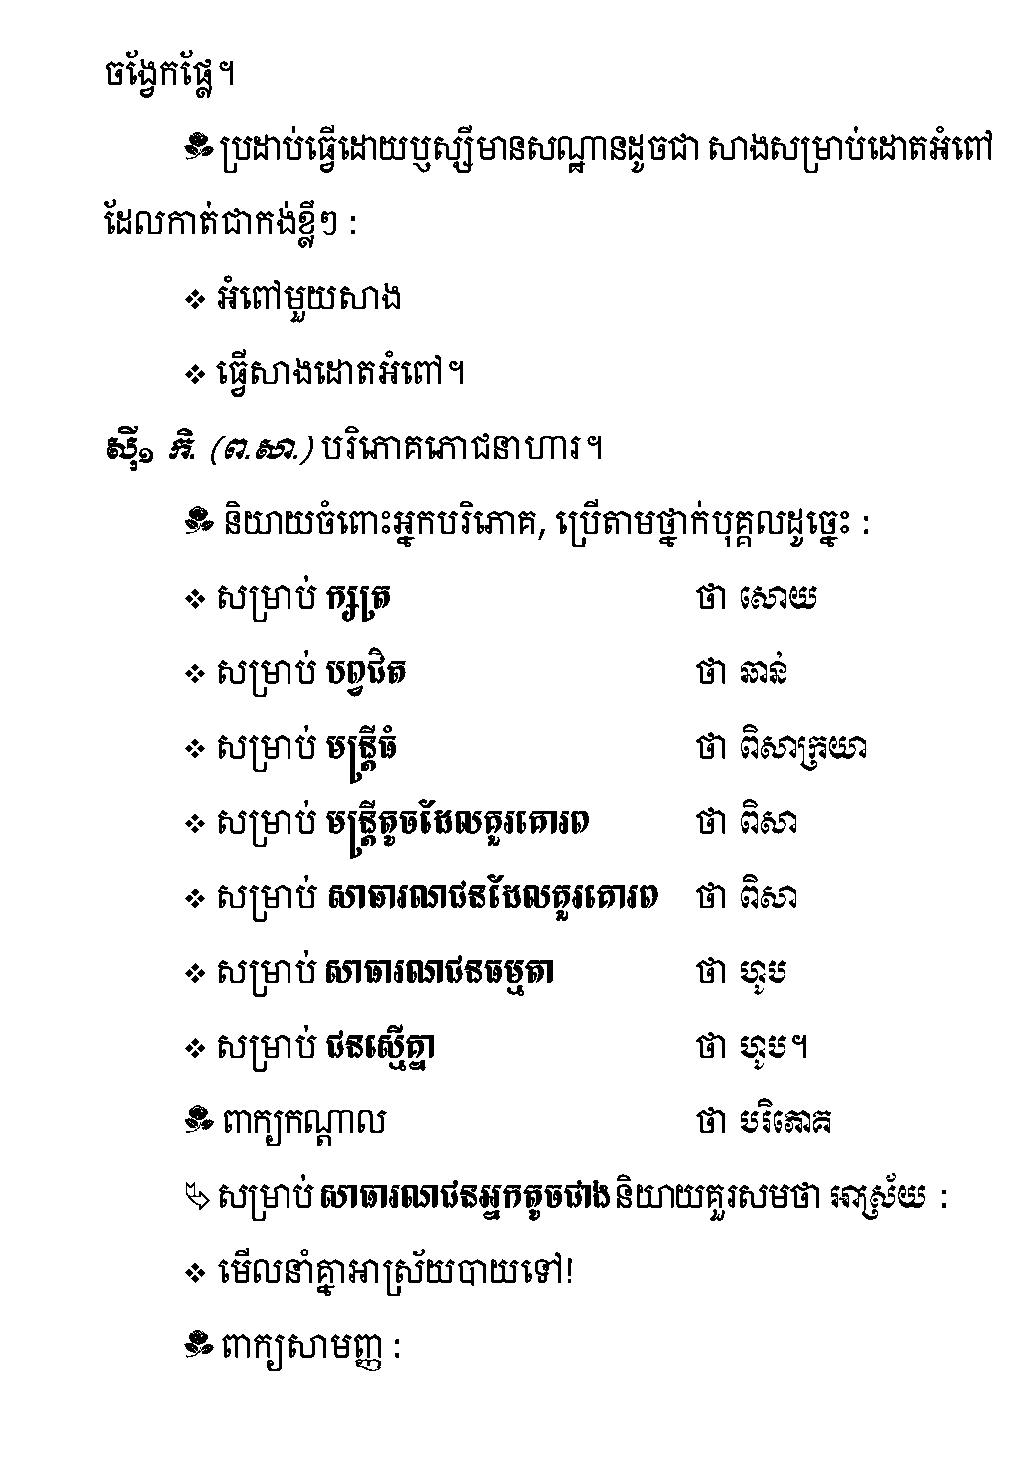 ចង្វែកផ្លែ។
ប្រដាប់ធ្វើដោយឫស្សីមានសណ្ឋានដូចជា សាងសម្រាប់ដោតអំពៅ
ដែលកាត់ជាកង់ខ្លីៗ :
❖ អំពៅមួយសាង
❖ ធ្វើសាងដោតអំពៅ។
ស៊ី១ កិ. (ព.សា.) បរិភោគភោជនាហារ។
និយាយចំពោះអ្នកបរិភោគ, ប្រើតាមថ្នាក់បុគ្គលដូច្នេះ :
❖ សម្រាប់ ក្សត្រ ថា សោយ
❖ សម្រាប់ បព្វជិត ថា ឆាន់
❖ សម្រាប់ មន្ត្រីធំ ថា ពិសាក្រយា
❖ សម្រាប់ មន្ត្រីតូចដែលគួរគោរព ថា ពិសា
❖ សម្រាប់ សាធារណជនដែលគួរគោរព ថា ពិសា
❖ សម្រាប់ សាធារណជនធម្មតា ថា ហូប
❖ សម្រាប់ ជនស្មើគ្នា ថា ហូប។
ពាក្យកណ្ដាល ថា បរិភោគ
សម្រាប់ សាធារណជនអ្នកតូចជាង និយាយគួរសមថា អាស្រ័យ :
❖ មើលនាំគ្នាអាស្រ័យបាយទៅ!
ពាក្យសាមញ្ញ :